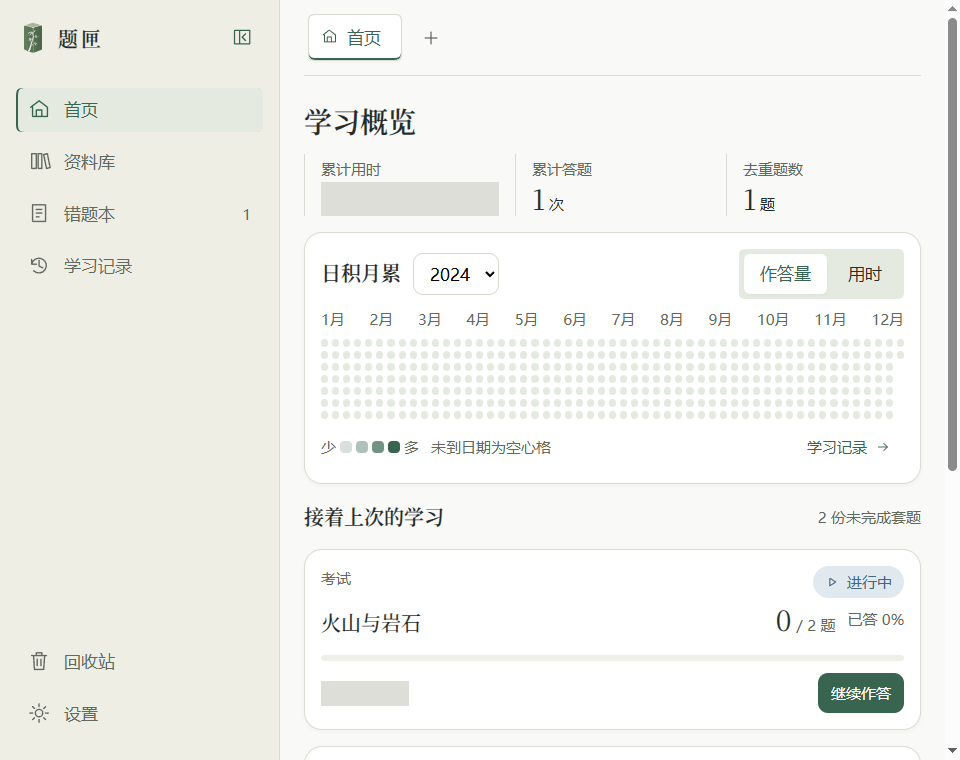 题匣
首页
首页
资料库
错题本 1
学习记录
回收站
设置
学习概览
累计用时
累计答题
1 次
去重题数
1 题
日积月累 2024 作答量 用时
1月 2月 3月 4月 5月 6月 7月 8月 9月 10月 11月 12月
少 多 未到日期为空心格 学习记录 →
接着上次的学习 2 份未完成套题
考试 进行中
火山与岩石 0 / 2 题 已答 0%
继续作答